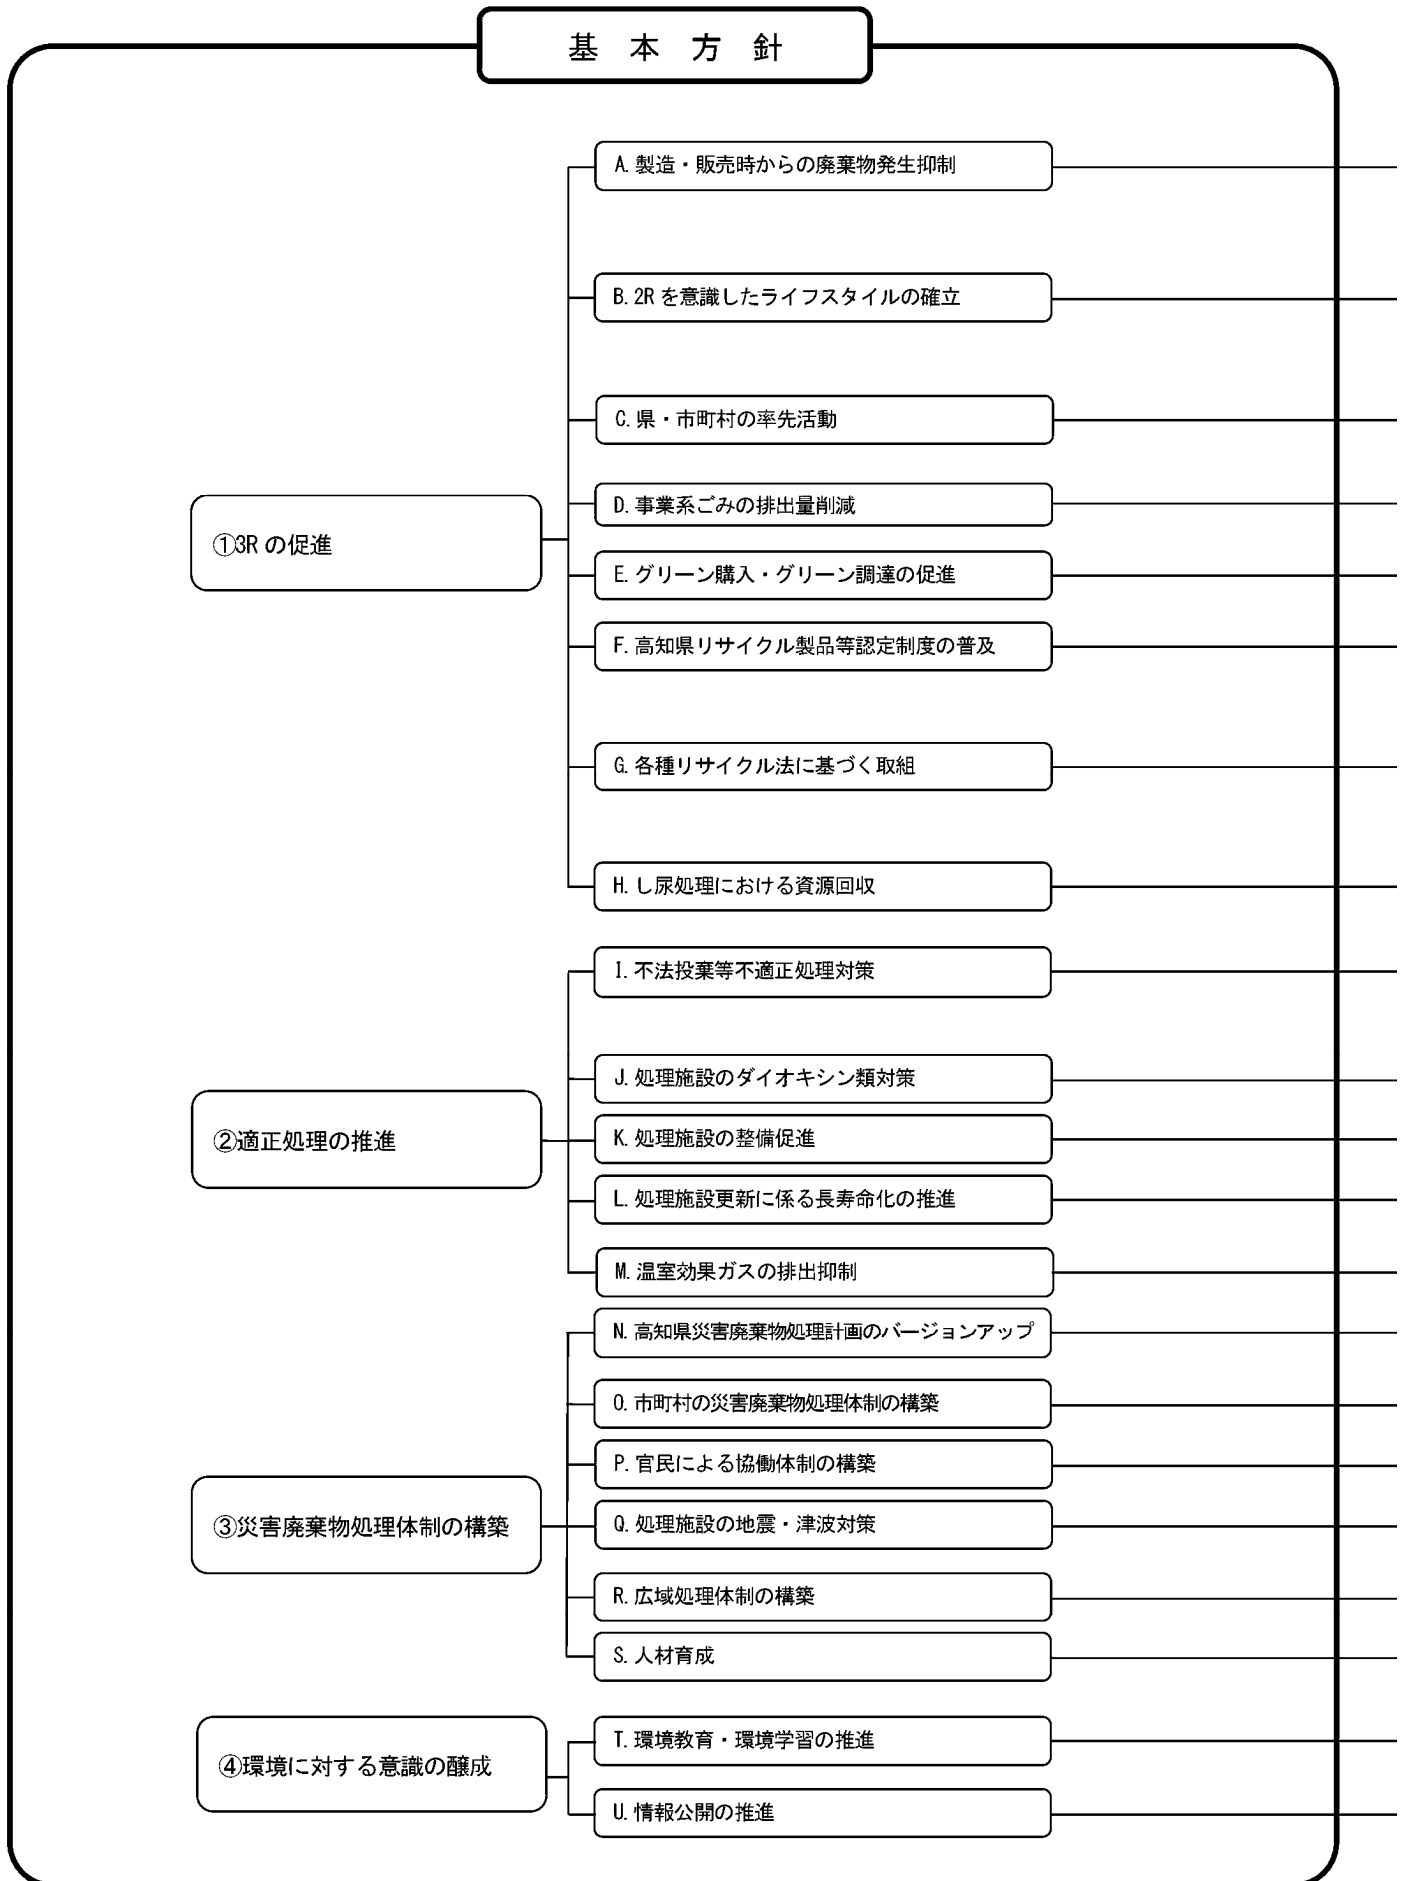 基本方針
①3Rの促進
A.製造・販売時からの廃棄物発生抑制
B.2Rを意識したライフスタイルの確立
C.県・市町村の率先活動
D.事業系ごみの排出量削減
E.グリーン購入・グリーン調達の促進
F.高知県リサイクル製品等認定制度の普及
G.各種リサイクル法に基づく取組
H.し尿処理における資源回収
②適正処理の推進
I.不法投棄等不適正処理対策
J.処理施設のダイオキシン類対策
K.処理施設の整備促進
L.処理施設更新に係る長寿命化の推進
M.温室効果ガスの排出抑制
③災害廃棄物処理体制の構築
N.高知県災害廃棄物処理計画のバージョンアップ
O.市町村の災害廃棄物処理体制の構築
P.官民による協働体制の構築
Q.処理施設の地震・津波対策
R.広域処理体制の構築
S.人材育成
④環境に対する意識の醸成
T.環境教育・環境学習の推進
U.情報公開の推進